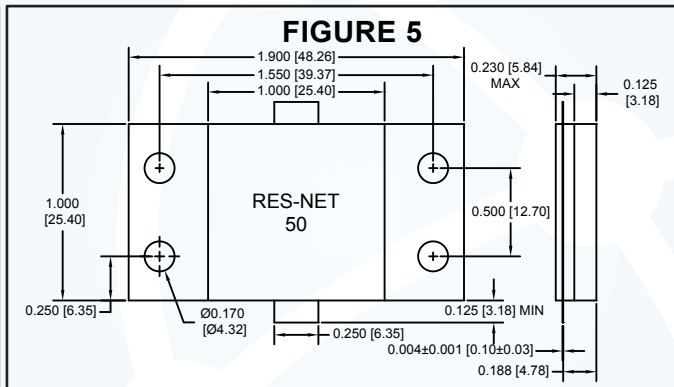 FIGURE 5
1.900 [48.26]
1.550 [39.37]
1.000 [25.40]
0.230 [5.84]
MAX
0.125
[3.18]
1.000
[25.40]
RES-NET
50
0.500 [12.70]
0.250 [6.35]
Ø0.170
[Ø4.32]
0.250 [6.35]
0.125 [3.18] MIN
0.004±0.001 [0.10±0.03]
0.188 [4.78]